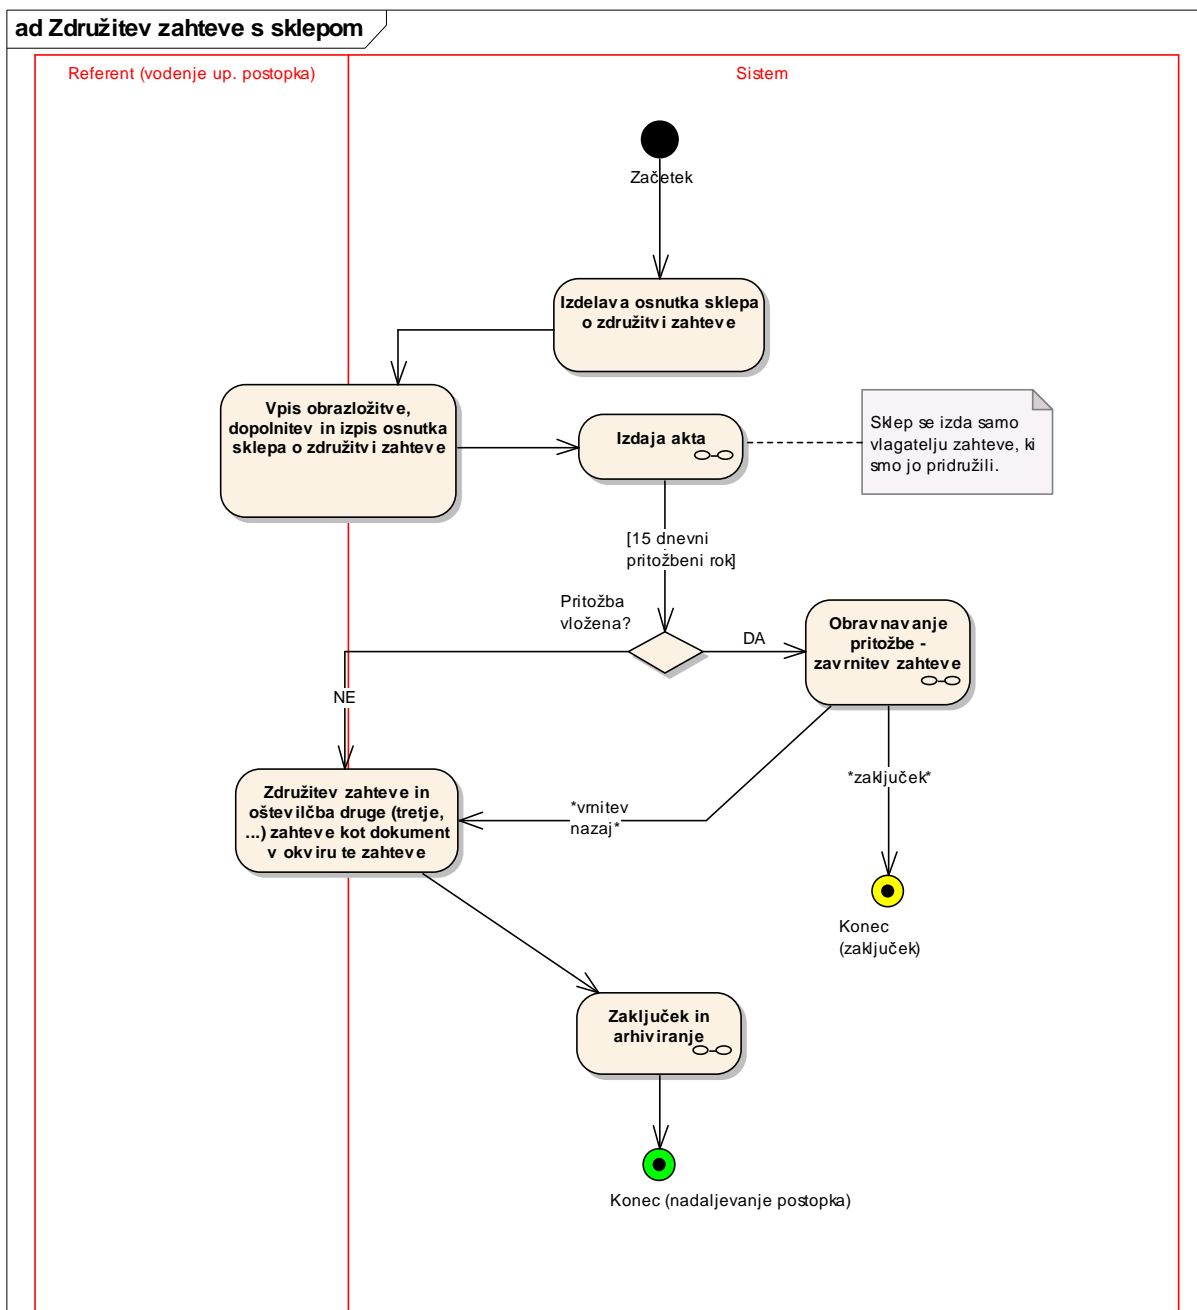 ad Združitev zahteve s sklepom
Referent (vodenje up. postopka)
Sistem
Začetek
Izdelava osnutka sklepa
o združitvi zahteve
Vpis obrazložitve,
dopolnitev in izpis osnutka
sklepa o združitvi zahteve
Izdaja akta
Sklep se izda samo
vlagatelju zahteve, ki
smo jo pridružili.
[15 dnevni
pritožbeni rok]
Pritožba
vložena?
DA
Obravnavanje
pritožbe -
zavrnitev zahteve
NE
*zaključek*
Združitev zahteve in
oštevilčba druge (tretje,
...) zahteve kot dokument
v okviru te zahteve
*vrnitev
nazaj*
Konec
(zaključek)
Zaključek in
arhiviranje
Konec (nadaljevanje postopka)